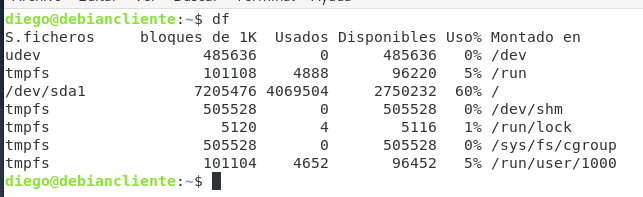 diego@debiancliente:~$ df
S.ficheros     bloques de 1K  Usados Disponibles Uso% Montado en
udev                  485636       0      485636   0% /dev
tmpfs                 101108    4888       96220   5% /run
/dev/sda1            7205476 4069504     2750232  60% /
tmpfs                 505528       0      505528   0% /dev/shm
tmpfs                   5120       4        5116   1% /run/lock
tmpfs                 505528       0      505528   0% /sys/fs/cgroup
tmpfs                 101104    4652       96452   5% /run/user/1000
diego@debiancliente:~$